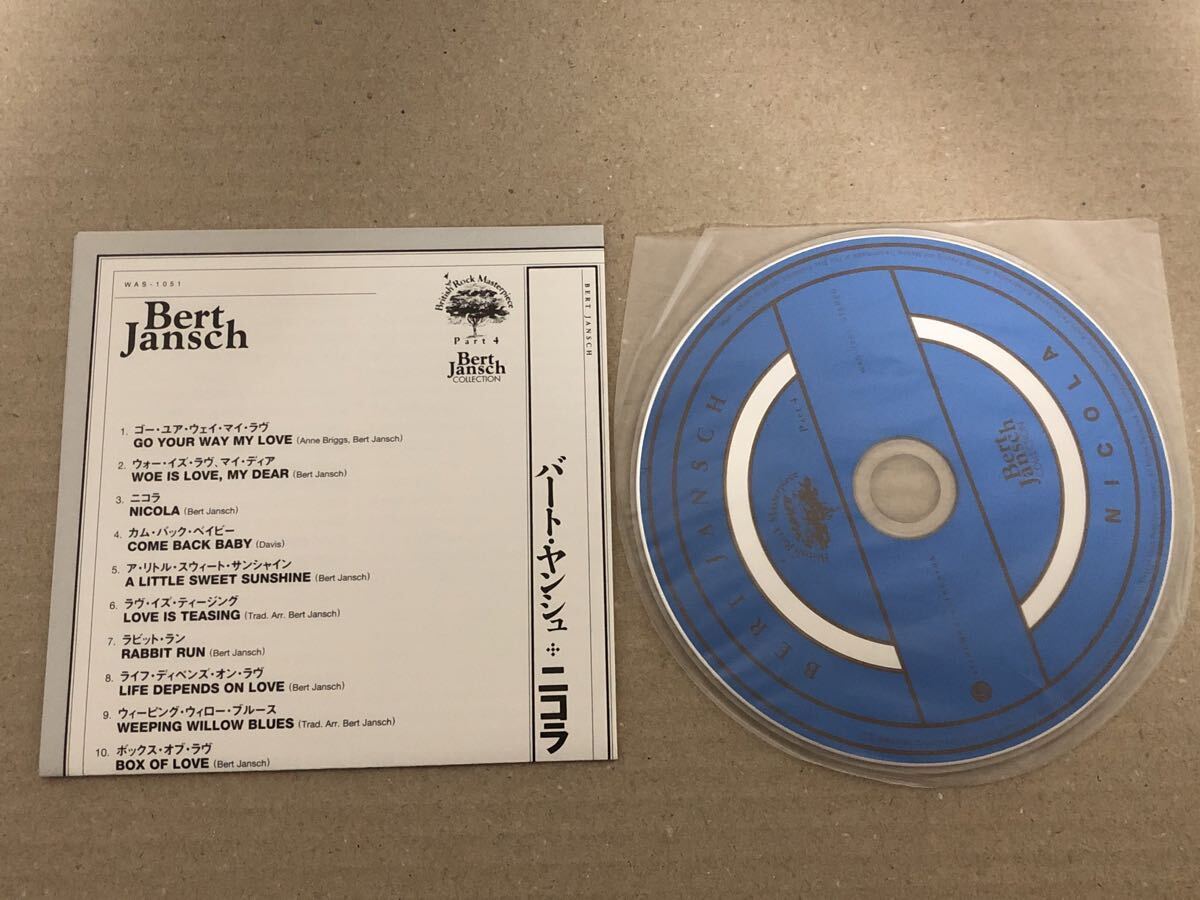 WAS-1051
Bert
Jansch
British Rock Masterpiece
Part 4
Bert
Jansch
COLLECTION
1. ゴー・ユア・ウェイ・マイ・ラヴ
GO YOUR WAY MY LOVE (Anne Briggs, Bert Jansch)
2. ウォー・イズ・ラヴ、マイ・ディア
WOE IS LOVE, MY DEAR (Bert Jansch)
3. ニコラ
NICOLA (Bert Jansch)
4. カム・バック・ベイビー
COME BACK BABY (Davis)
5. ア・リトル・スウィート・サンシャイン
A LITTLE SWEET SUNSHINE (Bert Jansch)
6. ラヴ・イズ・ティージング
LOVE IS TEASING (Trad. Arr. Bert Jansch)
7. ラビット・ラン
RABBIT RUN (Bert Jansch)
8. ライフ・ディペンズ・オン・ラヴ
LIFE DEPENDS ON LOVE (Bert Jansch)
9. ウィーピング・ウィロー・ブルース
WEEPING WILLOW BLUES (Trad. Arr. Bert Jansch)
10. ボックス・オブ・ラヴ
BOX OF LOVE (Bert Jansch)
BERT JANSCH
バート・ヤンシュ ニコラ
BERT JANSCH
British Rock Masterpiece
Part 4
Bert
Jansch
COLLECTION
NICOLA